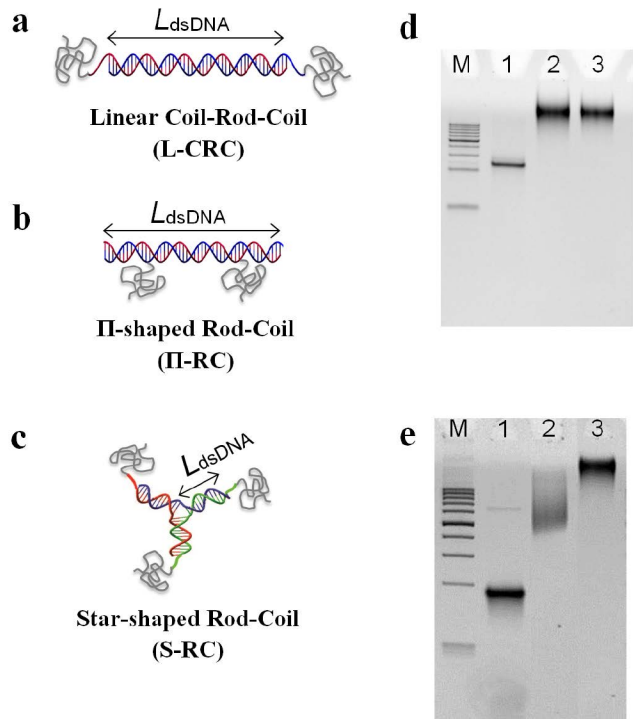 a
LdsDNA
Linear Coil-Rod-Coil
(L-CRC)
b
LdsDNA
Π-shaped Rod-Coil
(Π-RC)
c
LdsDNA
Star-shaped Rod-Coil
(S-RC)
d
M 1 2 3
e
M 1 2 3